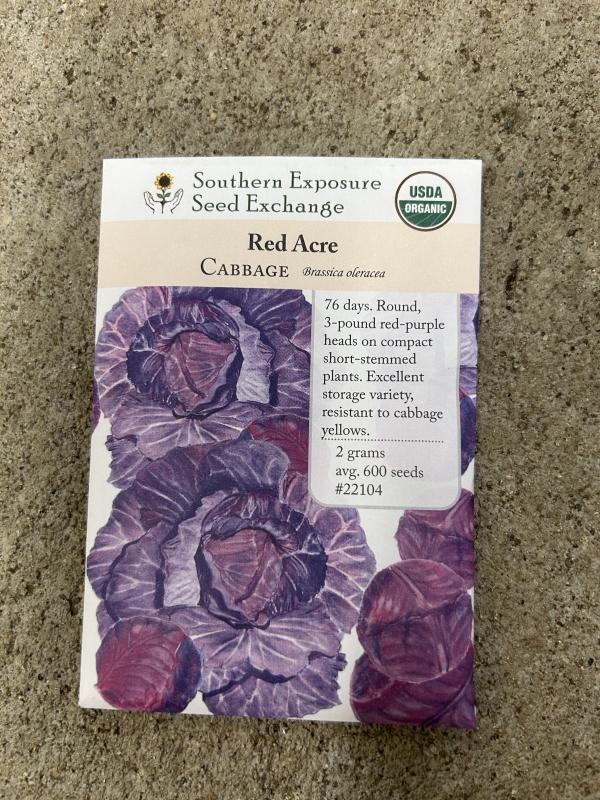 Southern Exposure
Seed Exchange
USDA
ORGANIC
Red Acre
CABBAGE Brassica oleracea
76 days. Round,
3-pound red-purple
heads on compact
short-stemmed
plants. Excellent
storage variety,
resistant to cabbage
yellows.
2 grams
avg. 600 seeds
#22104